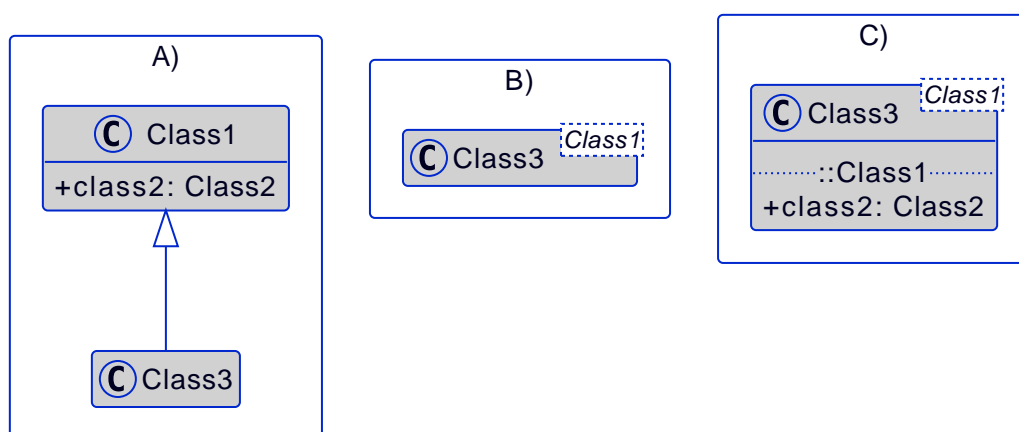 A)
C Class1
+class2: Class2
C Class3
B)
Class1
C Class3
C)
Class1
C Class3
::Class1
+class2: Class2